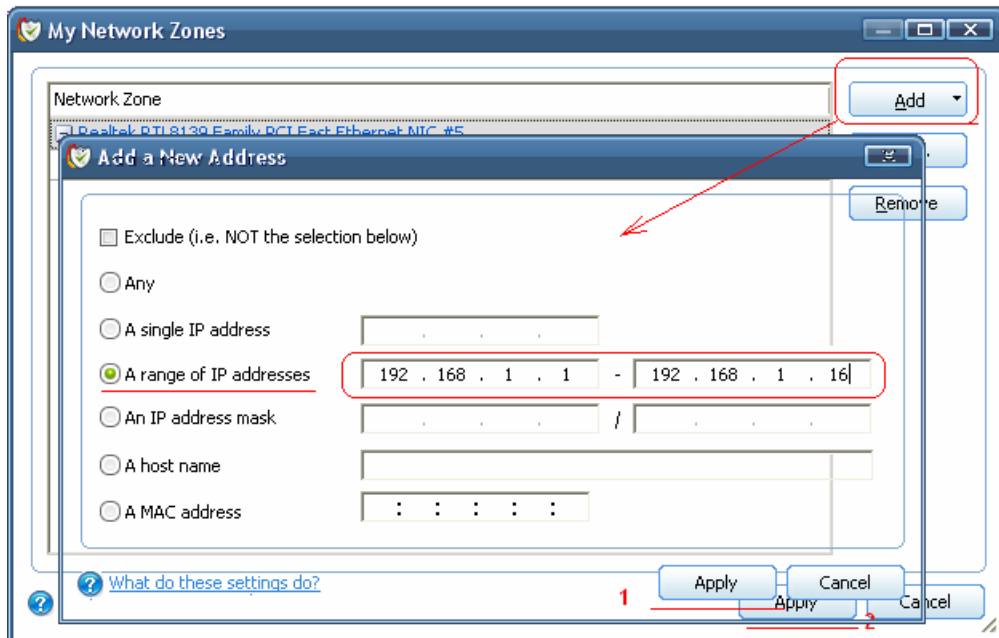 My Network Zones
Network Zone
Add
Realtek RTL8139 Family PCI Fast Ethernet NIC #5
Add a New Address
Remove
Exclude (i.e. NOT the selection below)
Any
A single IP address . . .
A range of IP addresses 192 . 168 . 1 . 1 - 192 . 168 . 1 . 16
An IP address mask . . . / . . .
A host name
A MAC address : : : : :
? What do these settings do?
Apply Cancel
1
? Apply Cancel
2